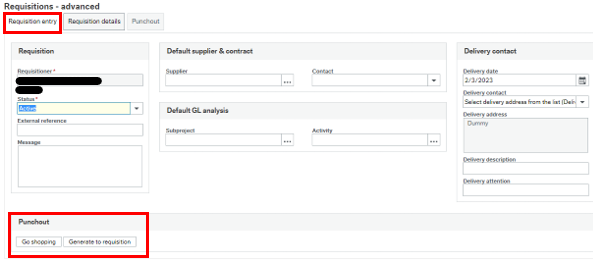 Requisitions - advanced
Requisition entry
Requisition details
Punchout
Requisition
Requisitioner*
Status*
Active
External reference
Message
Default supplier & contract
Supplier
...
Contact
Default GL analysis
Subproject
...
Activity
...
Delivery contact
Delivery date
2/3/2023
Delivery contact
Select delivery address from the list (Deliv
Delivery address
Dummy
Delivery description
Delivery attention
Punchout
Go shopping
Generate to requisition